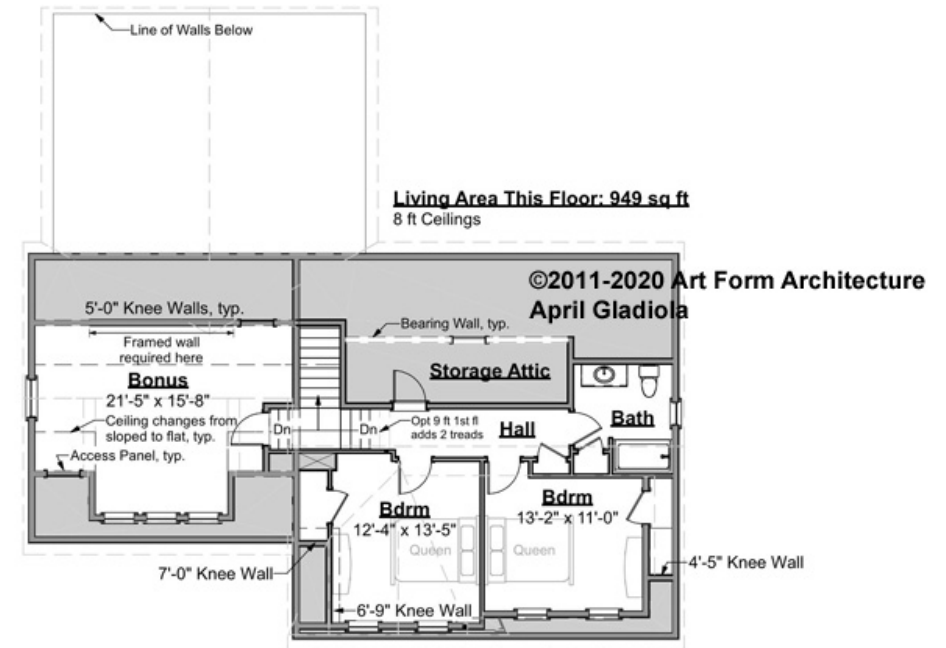 Line of Walls Below
Living Area This Floor: 949 sq ft
8 ft Ceilings
©2011-2020 Art Form Architecture
April Gladiola
5'-0" Knee Walls, typ.
Bearing Wall, typ.
Framed wall
required here
Storage Attic
Bonus
21'-5" x 15'-8"
Ceiling changes from
sloped to flat, typ.
Access Panel, typ.
Dn
Dn
Opt 9 ft 1st fl
adds 2 treads
Hall
Bath
Bdrm
12'-4" x 13'-5"
Bdrm
13'-2" x 11'-0"
Queen
Queen
7'-0" Knee Wall
4'-5" Knee Wall
6'-9" Knee Wall